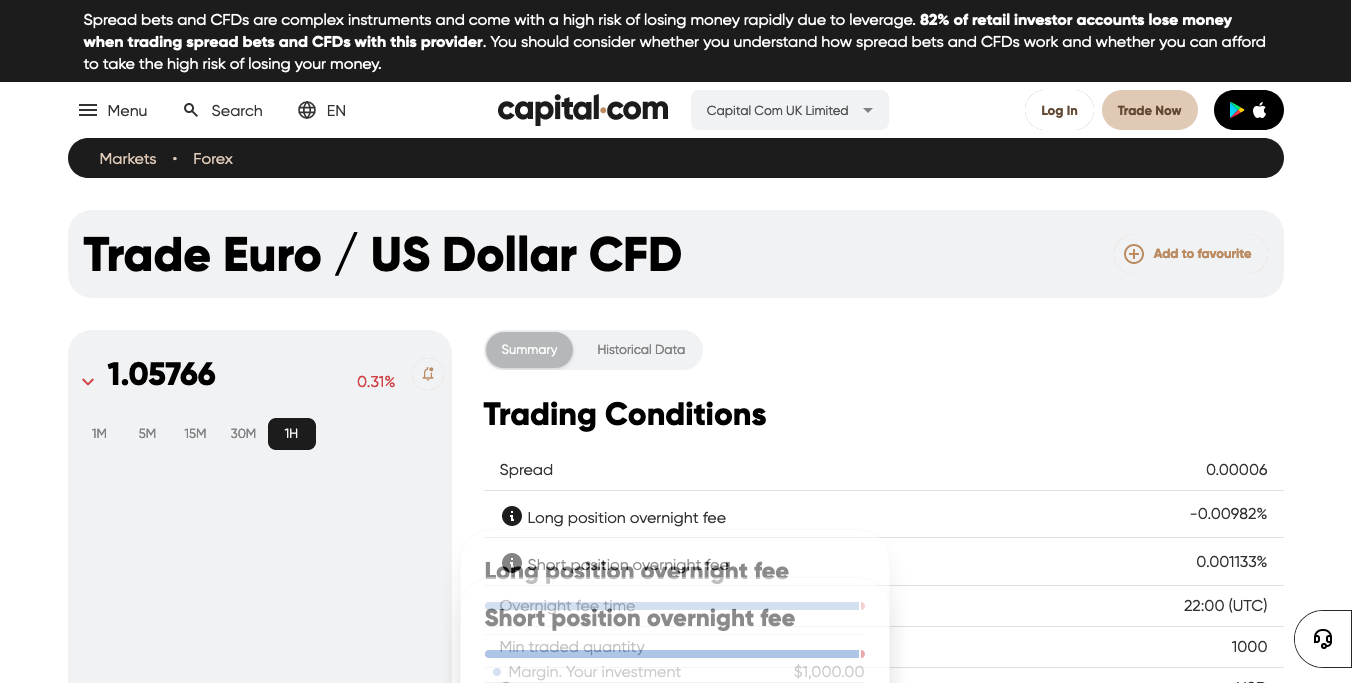 Spread bets and CFDs are complex instruments and come with a high risk of losing money rapidly due to leverage. 82% of retail investor accounts lose money
when trading spread bets and CFDs with this provider. You should consider whether you understand how spread bets and CFDs work and whether you can afford
to take the high risk of losing your money.
Menu Search EN capital.com Capital Com UK Limited Log In Trade Now
Markets • Forex
Trade Euro / US Dollar CFD Add to favourite
1.05766 0.31%
1M 5M 15M 30M 1H
Summary Historical Data
Trading Conditions
Spread 0.00006
Long position overnight fee -0.00982%
Short position overnight fee 0.001133%
Long position overnight fee
Overnight fee time 22:00 (UTC)
Short position overnight fee
Min traded quantity 1000
Margin. Your investment $1,000.00